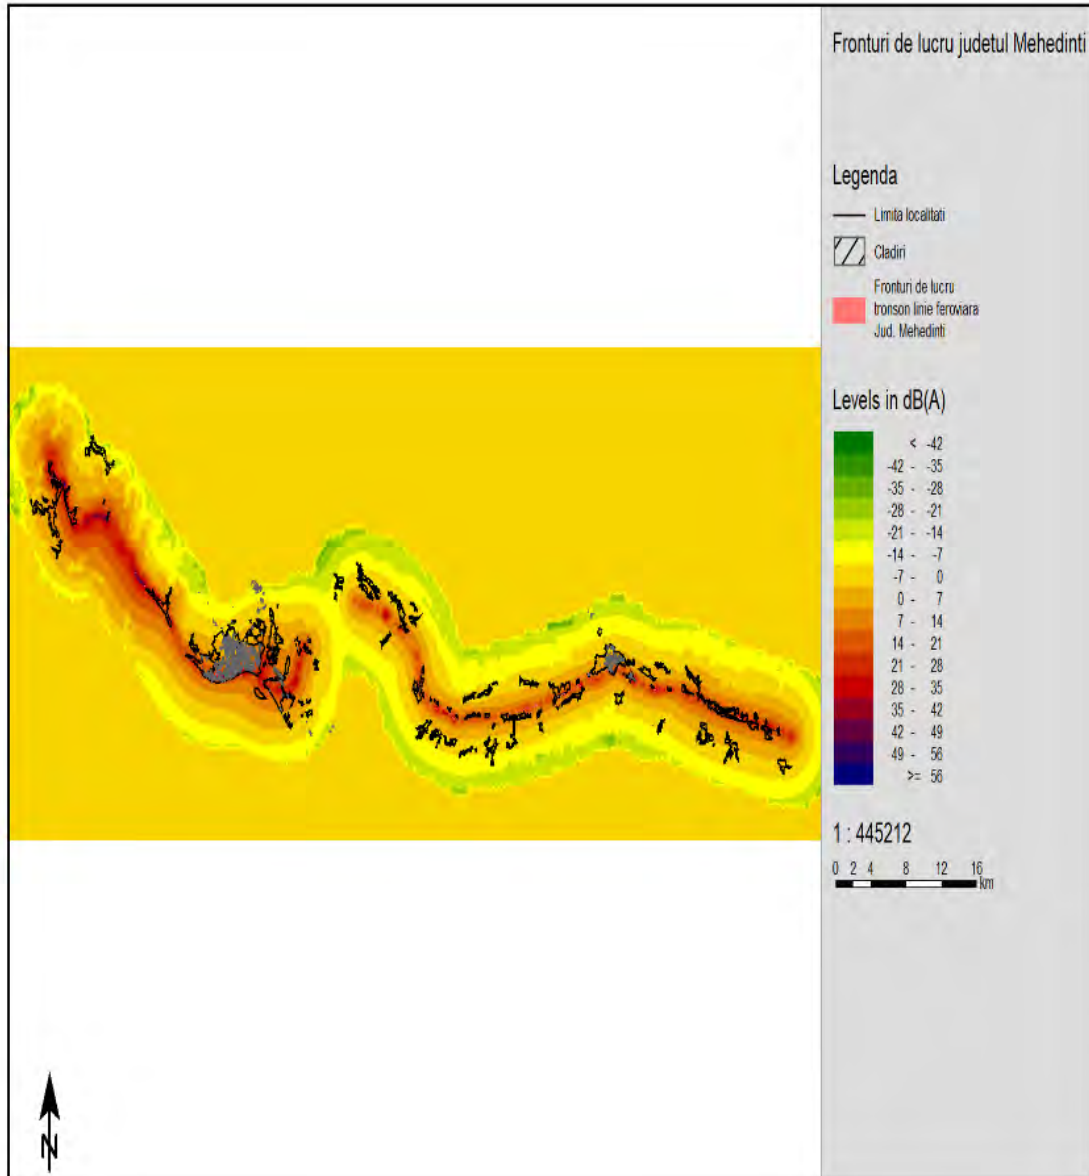 Fronturi de lucru judetul Mehedinti
Legenda
Limita localitati
Cladiri
Fronturi de lucru
tronson linie feroviara
Jud. Mehedinti
Levels in dB(A)
< -42
-42 - -35
-35 - -28
-28 - -21
-21 - -14
-14 - -7
-7 - 0
0 - 7
7 - 14
14 - 21
21 - 28
28 - 35
35 - 42
42 - 49
49 - 56
>= 56
1 : 445212
0 2 4 8 12 16
km
N